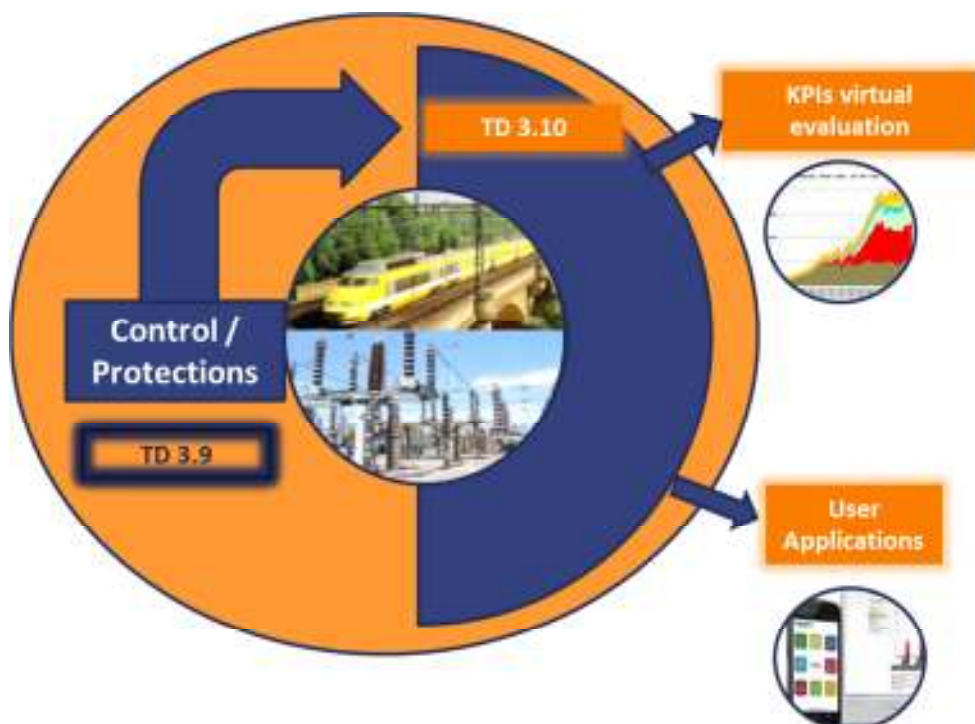 TD 3.10
KPIs virtual
evaluation
Control /
Protections
TD 3.9
User
Applications